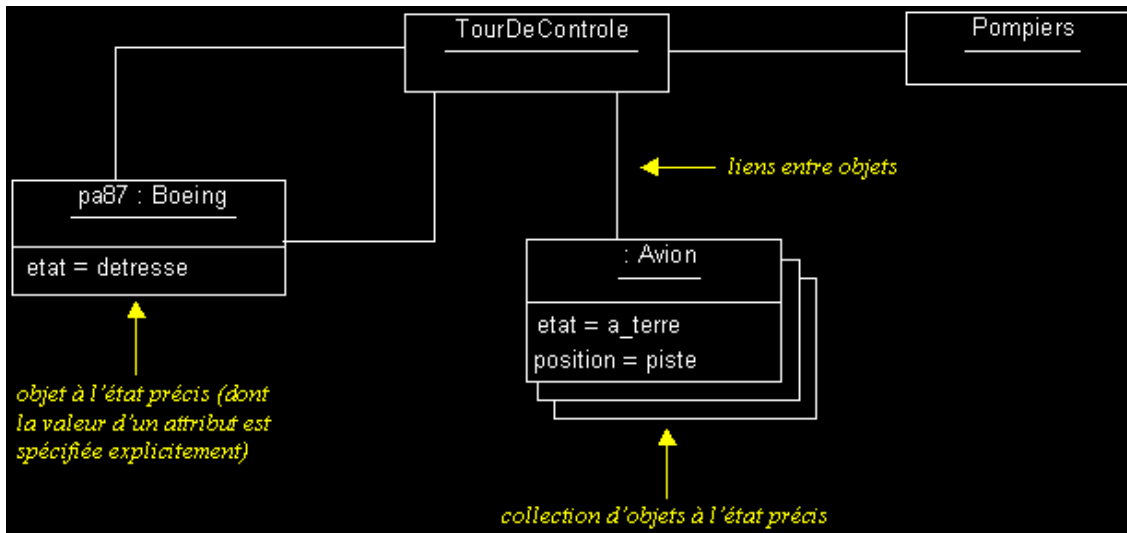 TourDeControle
Pompiers
liens entre objets
pa87 : Boeing
etat = detresse
: Avion
etat = a_terre
position = piste
objet à l'état précis (dont
la valeur d'un attribut est
spécifiée explicitement)
collection d'objets à l'état précis